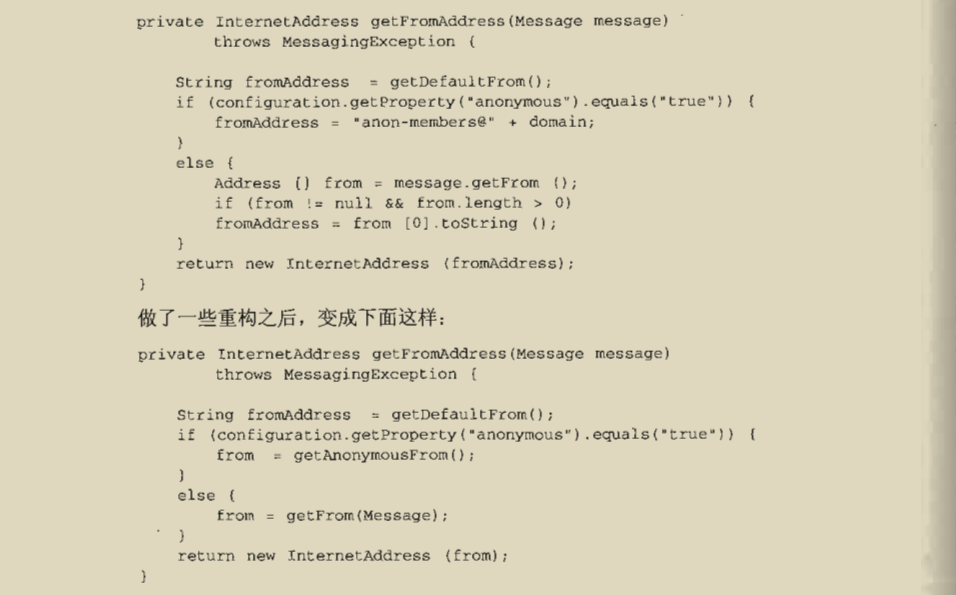 private InternetAddress getFromAddress(Message message)
        throws MessagingException {
    String fromAddress  = getDefaultFrom();
    if (configuration.getProperty("anonymous").equals("true")) {
        fromAddress = "anon-members@" + domain;
    }
    else {
        Address [] from = message.getFrom ();
        if (from != null && from.length > 0)
        fromAddress = from [0].toString ();
    }
    return new InternetAddress (fromAddress);
}
做了一些重构之后，变成下面这样：
private InternetAddress getFromAddress(Message message)
        throws MessagingException {
    String fromAddress  = getDefaultFrom();
    if (configuration.getProperty("anonymous").equals("true")) {
        from  = getAnonymousFrom();
    }
    else {
        from = getFrom(Message);
    }
    return new InternetAddress (from);
}